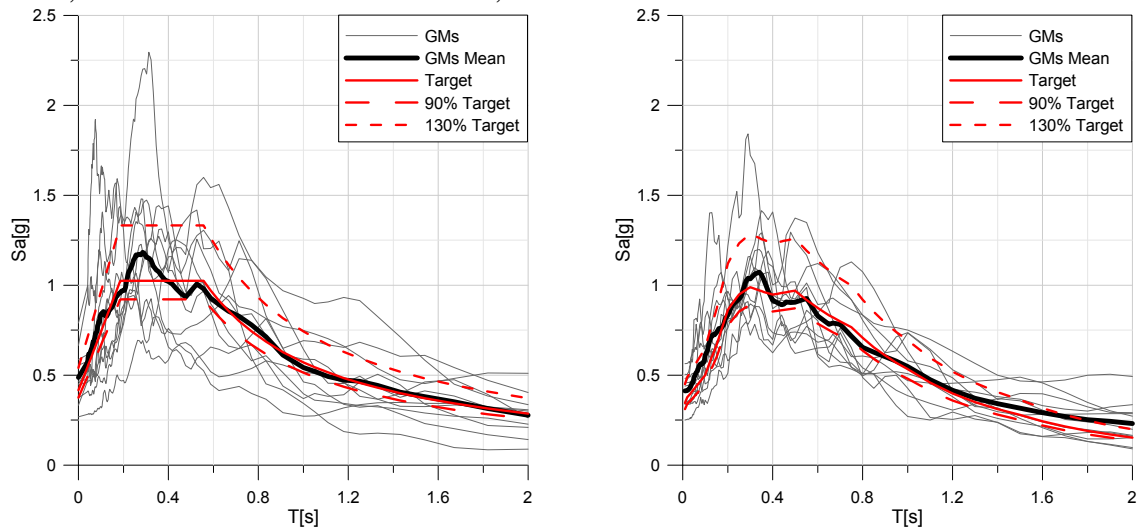 2.5
2
1.5
1
0.5
0
Sa[g]
0 0.4 0.8 1.2 1.6 2
T[s]
GMs
GMs Mean
Target
90% Target
130% Target
2.5
2
1.5
1
0.5
0
Sa[g]
0 0.4 0.8 1.2 1.6 2
T[s]
GMs
GMs Mean
Target
90% Target
130% Target